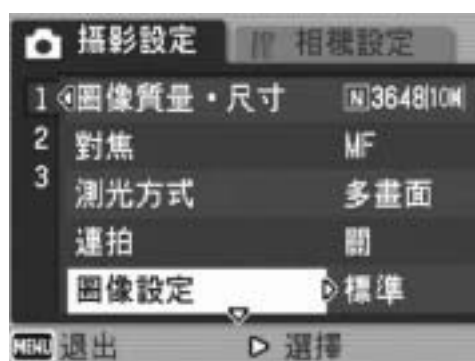 攝影設定 相機設定
1 圖像質量・尺寸 N3648 10M
2 對焦 MF
3 測光方式 多畫面
連拍 關
圖像設定 標準
MENU 退出 選擇